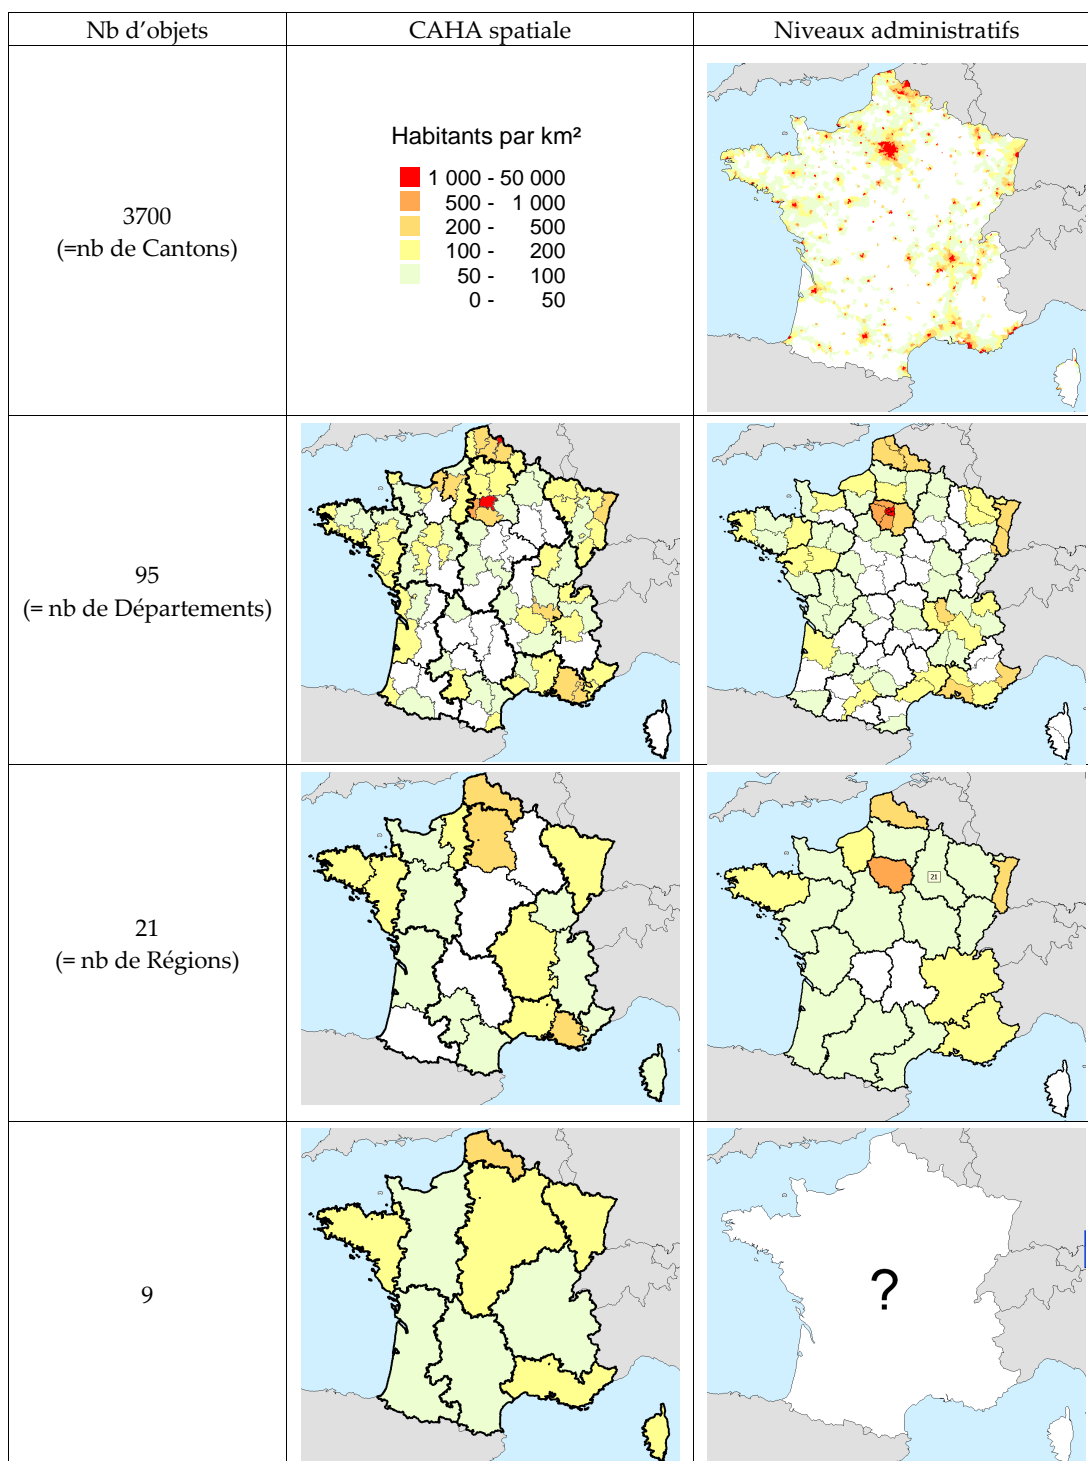 Nb d'objets
CAHA spatiale
Niveaux administratifs
3700
(=nb de Cantons)
Habitants par km²
1 000 - 50 000
500 - 1 000
200 - 500
100 - 200
50 - 100
0 - 50
95
(= nb de Départements)
21
(= nb de Régions)
21
9
?